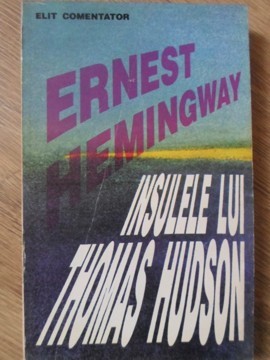 ELIT COMENTATOR
ERNEST
HEMINGWAY
INSULELE LUI
THOMAS HUDSON